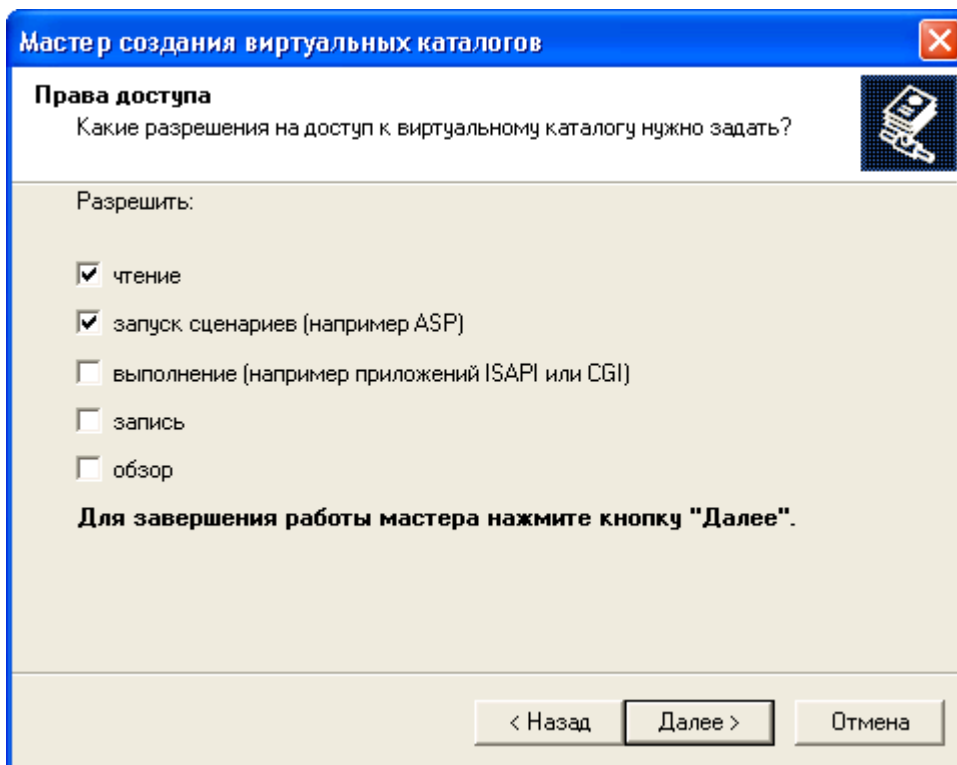 Мастер создания виртуальных каталогов
Права доступа
Какие разрешения на доступ к виртуальному каталогу нужно задать?
Разрешить:
чтение
запуск сценариев (например ASP)
выполнение (например приложений ISAPI или CGI)
запись
обзор
Для завершения работы мастера нажмите кнопку "Далее".
< Назад
Далее >
Отмена